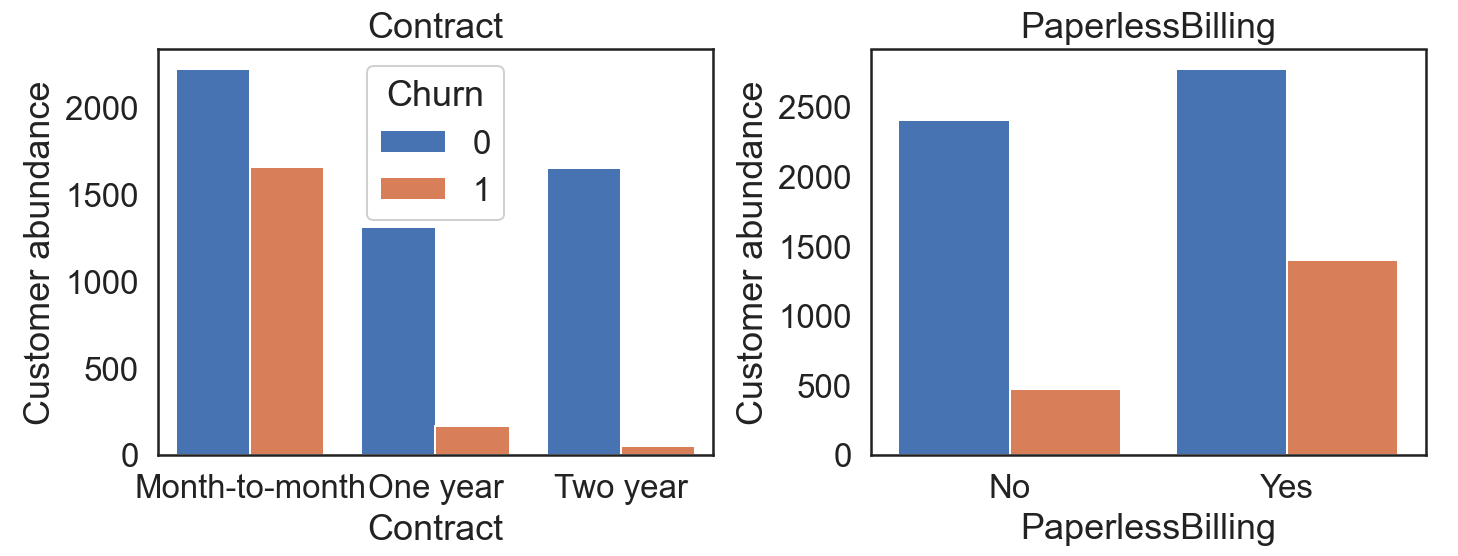 Contract
Customer abundance
2000
1500
1000
500
0
Churn
0
1
Month-to-month
One year
Two year
Contract
PaperlessBilling
Customer abundance
2500
2000
1500
1000
500
0
No
Yes
PaperlessBilling